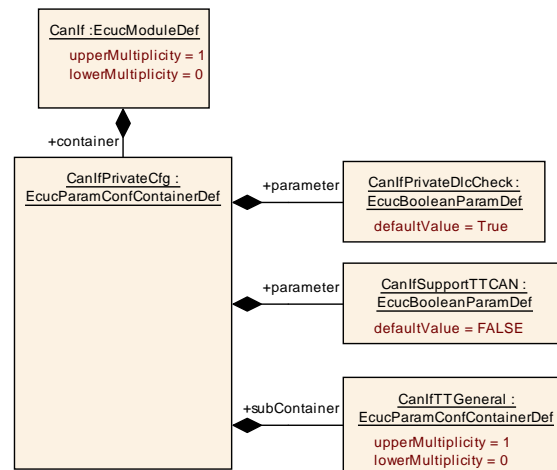 CanIf :EcucModuleDef
upperMultiplicity = 1
lowerMultiplicity = 0
+container
CanIfPrivateCfg :
EcucParamConfContainerDef
+parameter
CanIfPrivateDlcCheck :
EcucBooleanParamDef
defaultValue = True
+parameter
CanIfSupportTTCAN :
EcucBooleanParamDef
defaultValue = FALSE
+subContainer
CanIfTTGeneral :
EcucParamConfContainerDef
upperMultiplicity = 1
lowerMultiplicity = 0